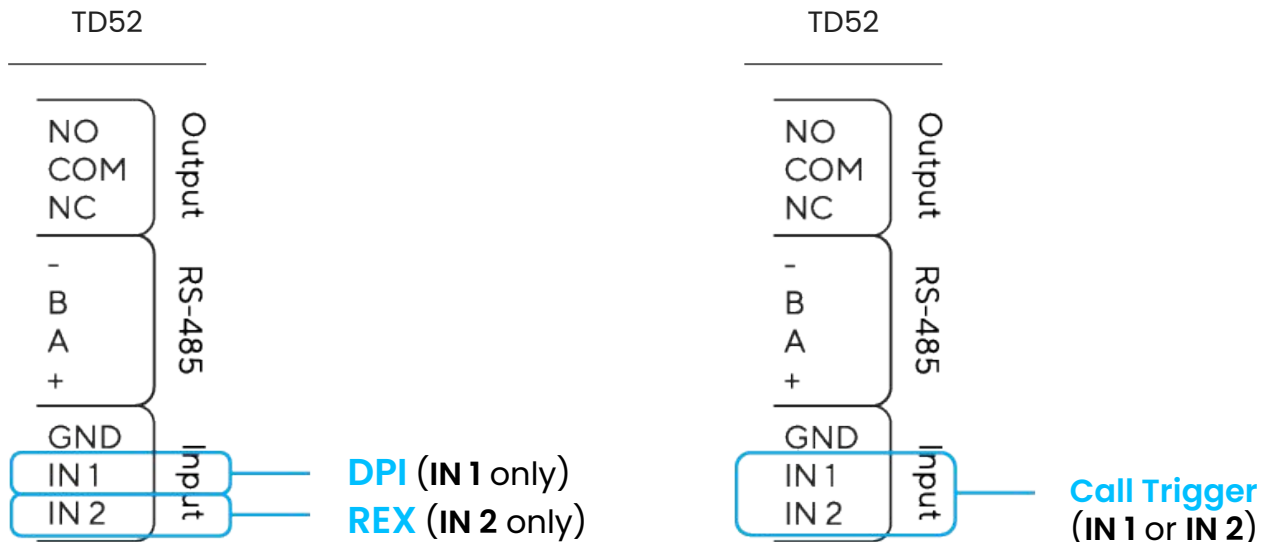 TD52
NO
COM
NC
Output
-
B
A
+
RS-485
GND
IN 1
IN 2
Input
DPI (IN 1 only)
REX (IN 2 only)
TD52
NO
COM
NC
Output
-
B
A
+
RS-485
GND
IN 1
IN 2
Input
Call Trigger
(IN 1 or IN 2)